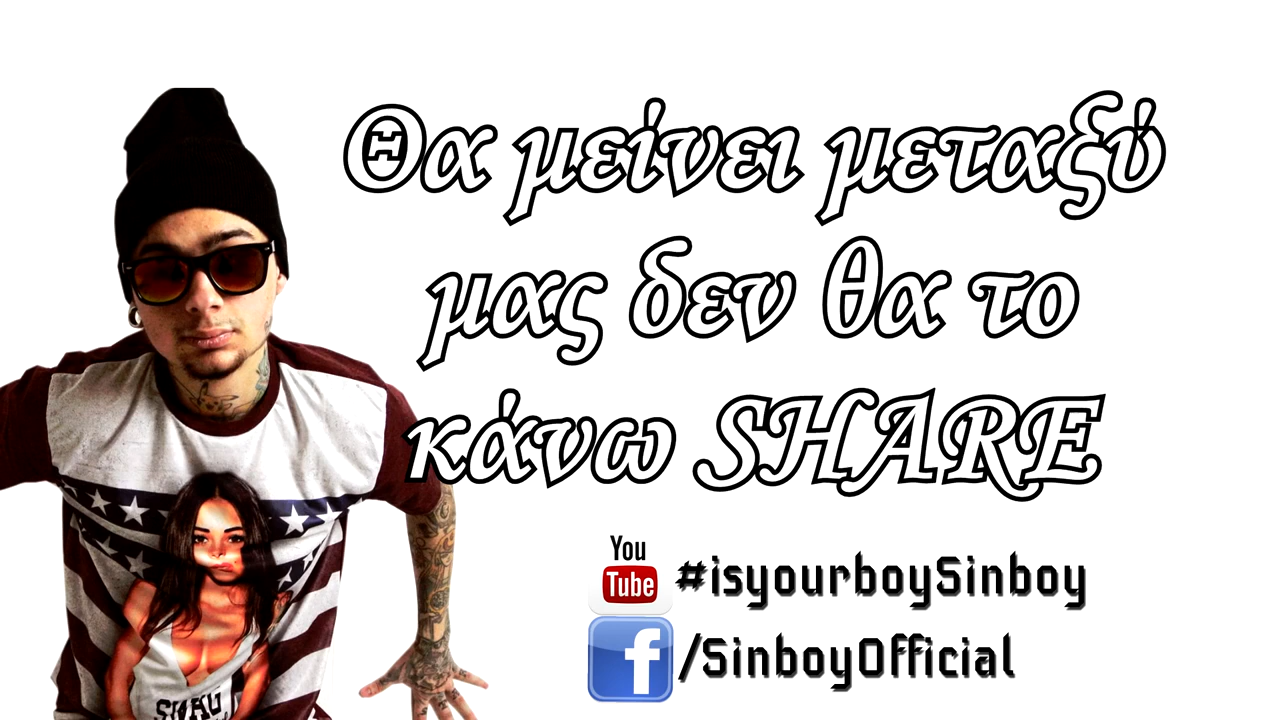 Θα μείνει μεταξύ
μας δεν θα το
κάνω SHARE
You
Tube
#isyourboySinboy
f
/SinboyOfficial